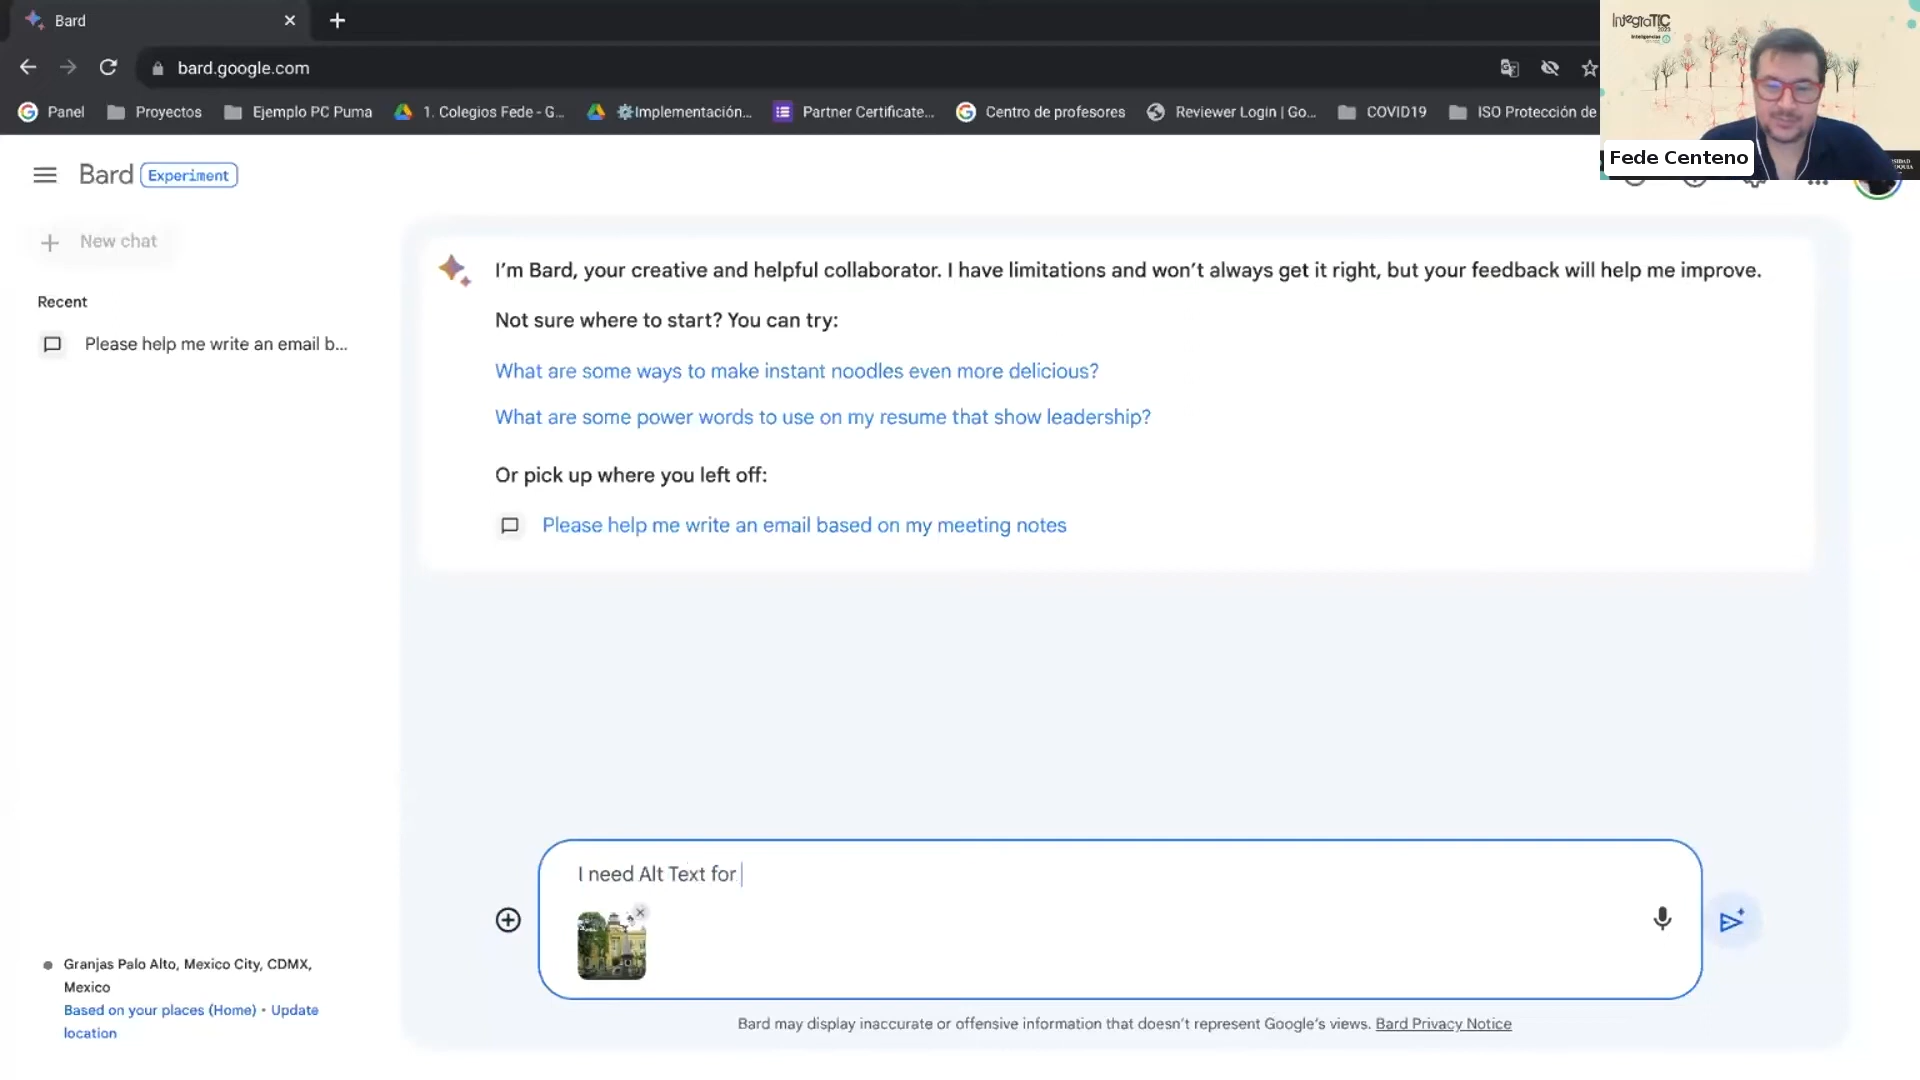 Bard
bard.google.com
Panel
Proyectos
Ejemplo PC Puma
1. Colegios Fede - G...
Implementación...
Partner Certificate...
Centro de profesores
Reviewer Login | Go...
COVID19
ISO Protección de
IntegraTIC
2023
Fede Centeno
Bard
Experiment
New chat
Recent
Please help me write an email b...
I'm Bard, your creative and helpful collaborator. I have limitations and won't always get it right, but your feedback will help me improve.
Not sure where to start? You can try:
What are some ways to make instant noodles even more delicious?
What are some power words to use on my resume that show leadership?
Or pick up where you left off:
Please help me write an email based on my meeting notes
I need Alt Text for
Granjas Palo Alto, Mexico City, CDMX,
Mexico
Based on your places (Home) • Update
location
Bard may display inaccurate or offensive information that doesn't represent Google's views. Bard Privacy Notice